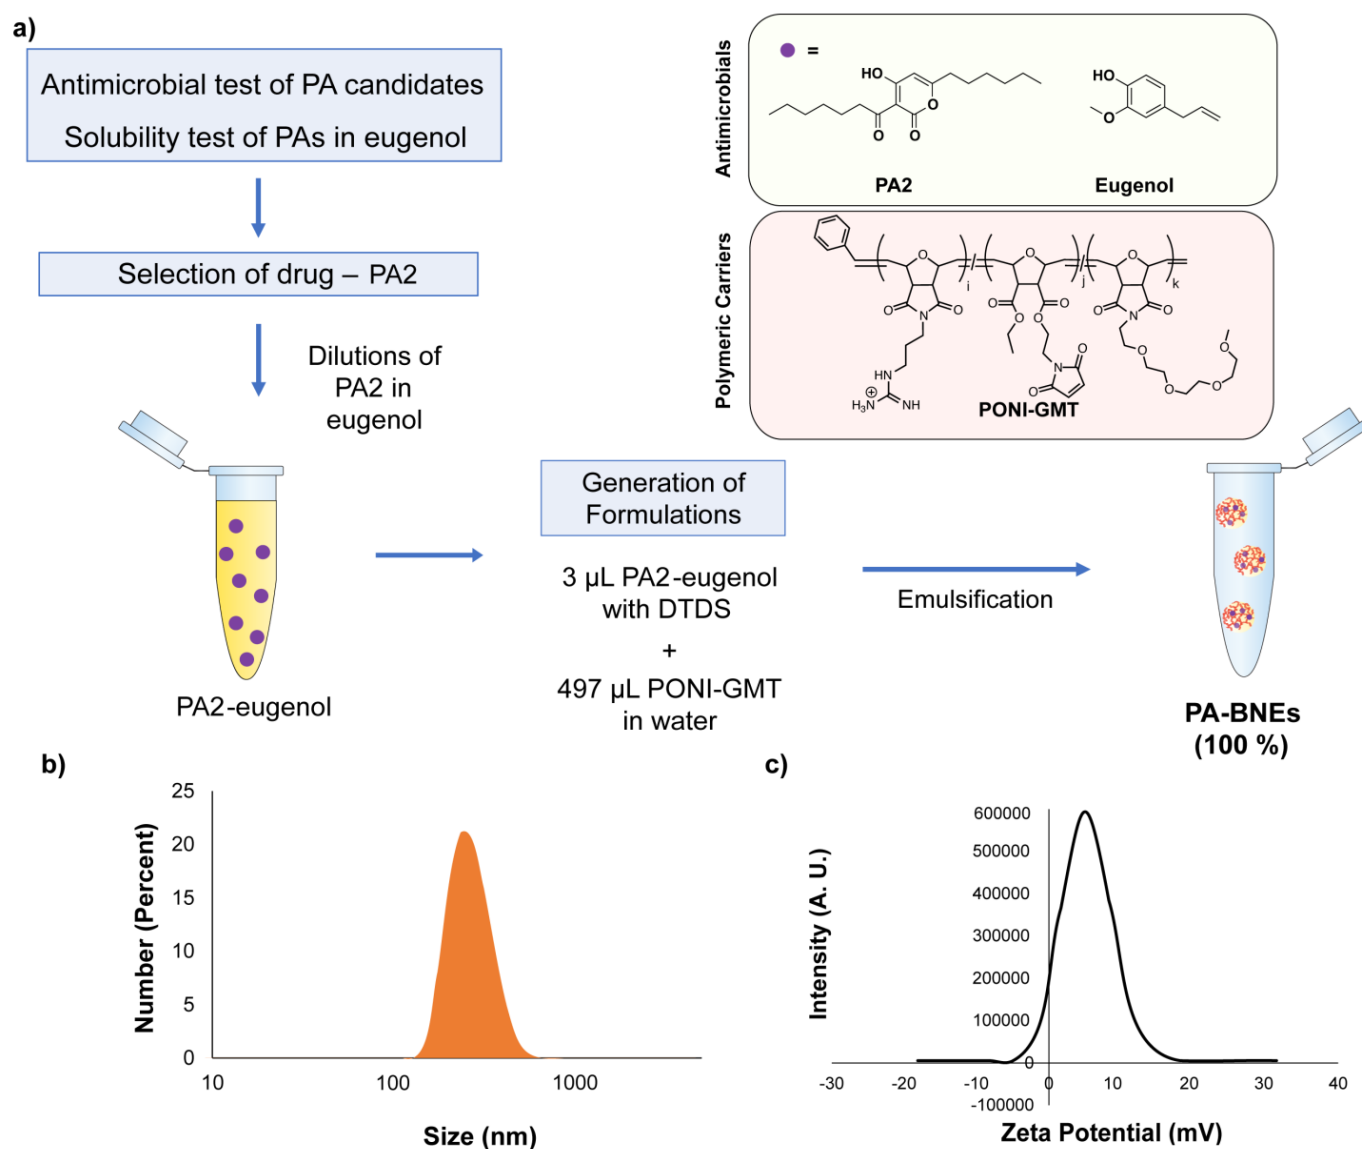 a)
Antimicrobial test of PA candidates
Solubility test of PAs in eugenol
Selection of drug – PA2
Dilutions of
PA2 in
eugenol
PA2-eugenol
Generation of
Formulations
3 µL PA2-eugenol
with DTDS
+
497 µL PONI-GMT
in water
Emulsification
PA-BNEs
(100 %)
Antimicrobials
=
HO
O
O
O
PA2
HO
O
Eugenol
Polymeric Carriers
O
O
O
i
j
k
O
N
O
O
O
O
O
O
N
O
HN
H₃N
⊕
NH
O
N
O
O
O
O
O
O
PONI-GMT
b)
Number (Percent)
25
20
15
10
5
0
10
100
1000
Size (nm)
c)
Intensity (A. U.)
600000
500000
400000
300000
200000
100000
0
-100000
-30
-20
-10
0
10
20
30
40
Zeta Potential (mV)